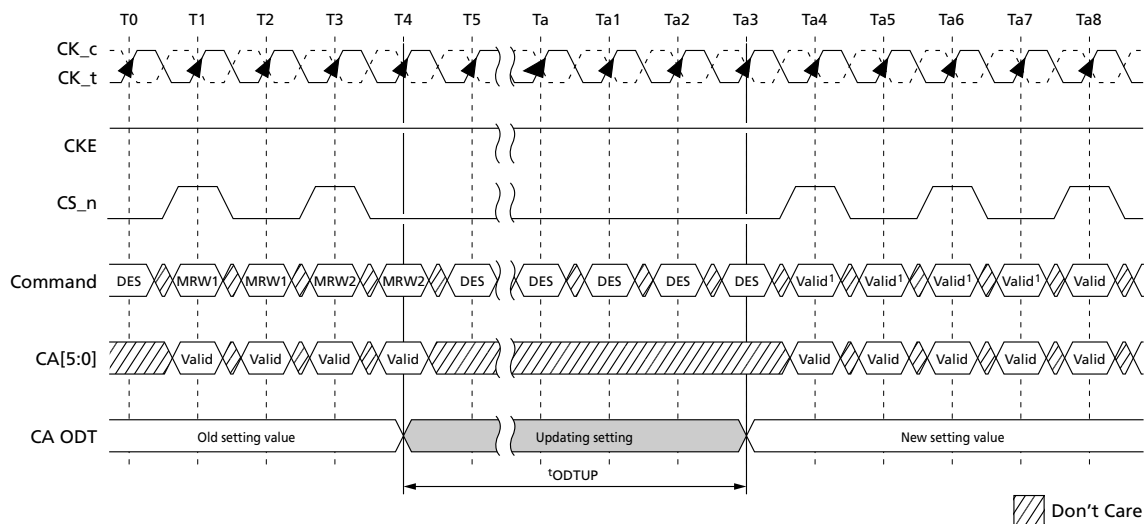 T0 T1 T2 T3 T4 T5 Ta Ta1 Ta2 Ta3 Ta4 Ta5 Ta6 Ta7 Ta8
CK_c
CK_t
CKE
CS_n
Command DES MRW1 MRW1 MRW2 MRW2 DES DES DES DES DES Valid¹ Valid¹ Valid¹ Valid¹ Valid
CA[5:0] Valid Valid Valid Valid Valid Valid Valid Valid Valid
CA ODT Old setting value Updating setting New setting value
ᵗODTUP
Don't Care